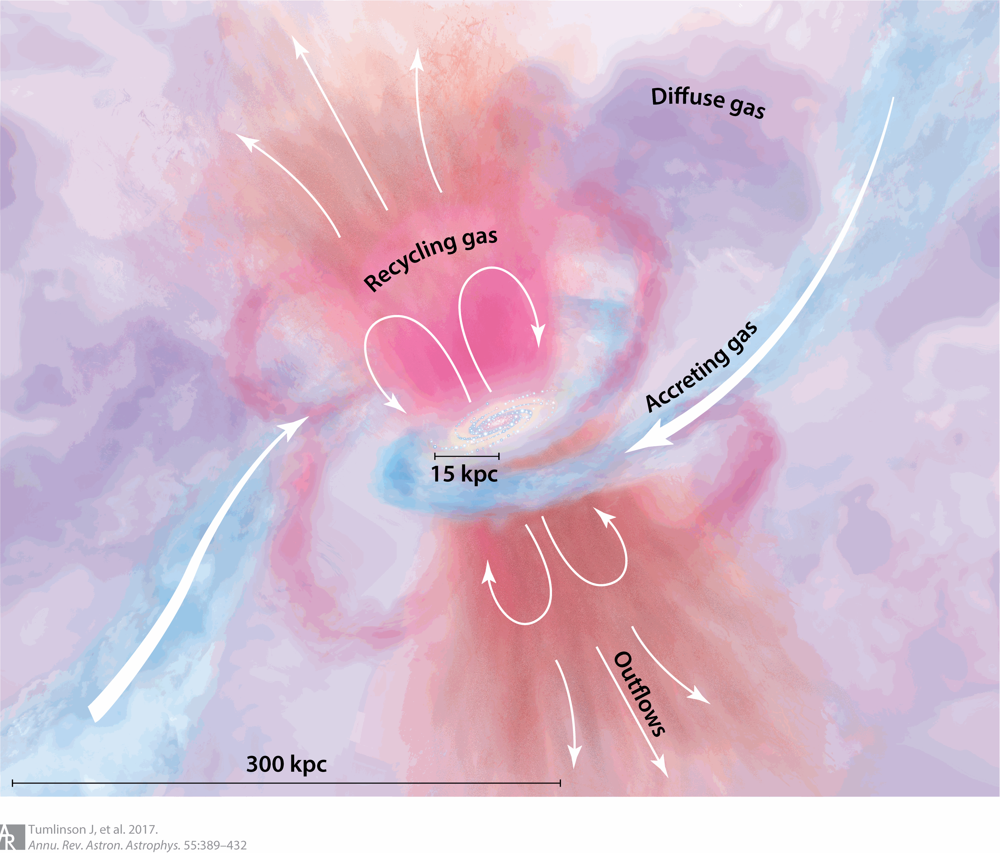 Diffuse gas
Recycling gas
Accreting gas
15 kpc
Outflows
300 kpc
AR
Tumlinson J, et al. 2017.
Annu. Rev. Astron. Astrophys. 55:389–432